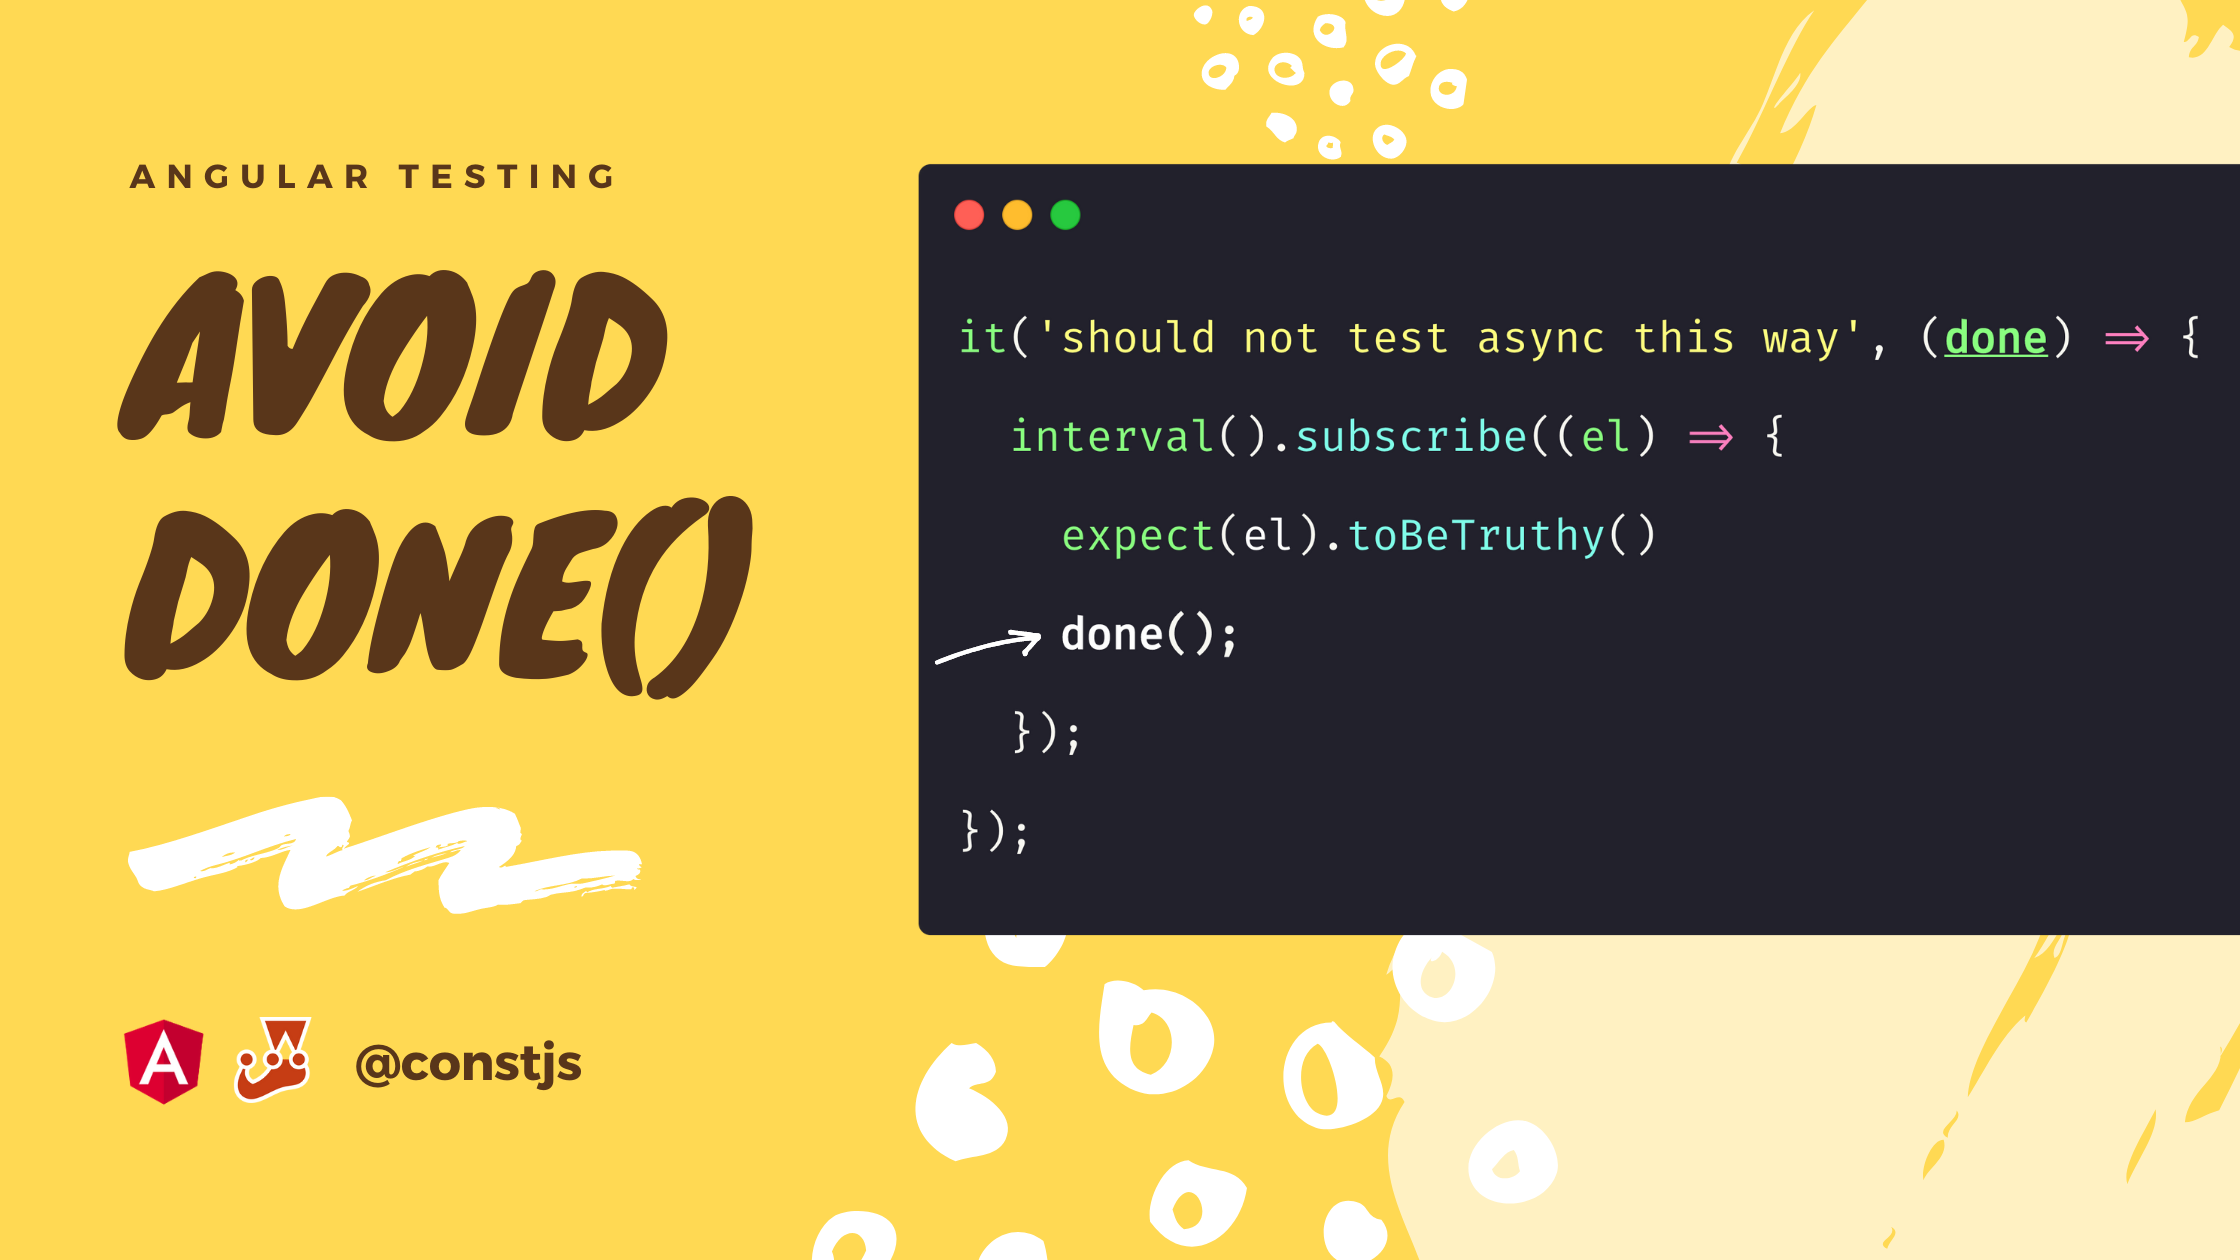 ANGULAR TESTING
AVOID
DONE()
A
@constjs
it('should not test async this way', (done) => {
interval().subscribe((el) => {
expect(el).toBeTruthy()
done();
});
});